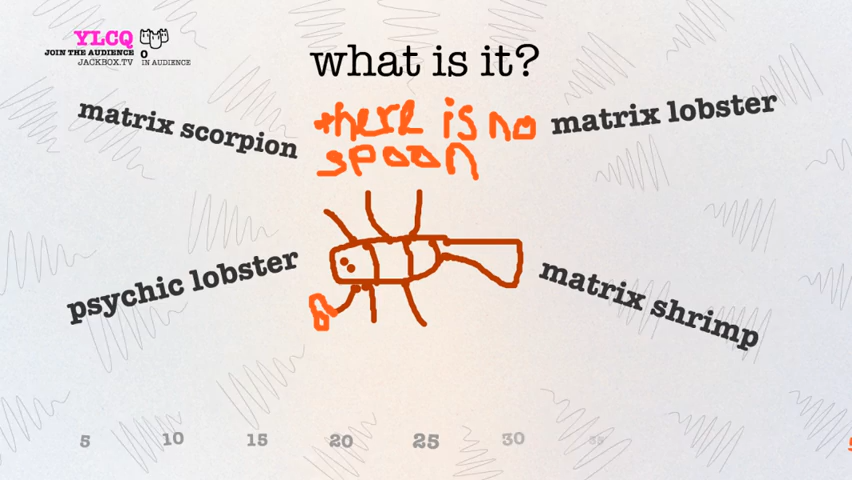 YLCQ
JOIN THE AUDIENCE
JACKBOX.TV
0
IN AUDIENCE
what is it?
matrix scorpion
there is no
spoon
matrix lobster
psychic lobster
matrix shrimp
5 10 15 20 25 30 35